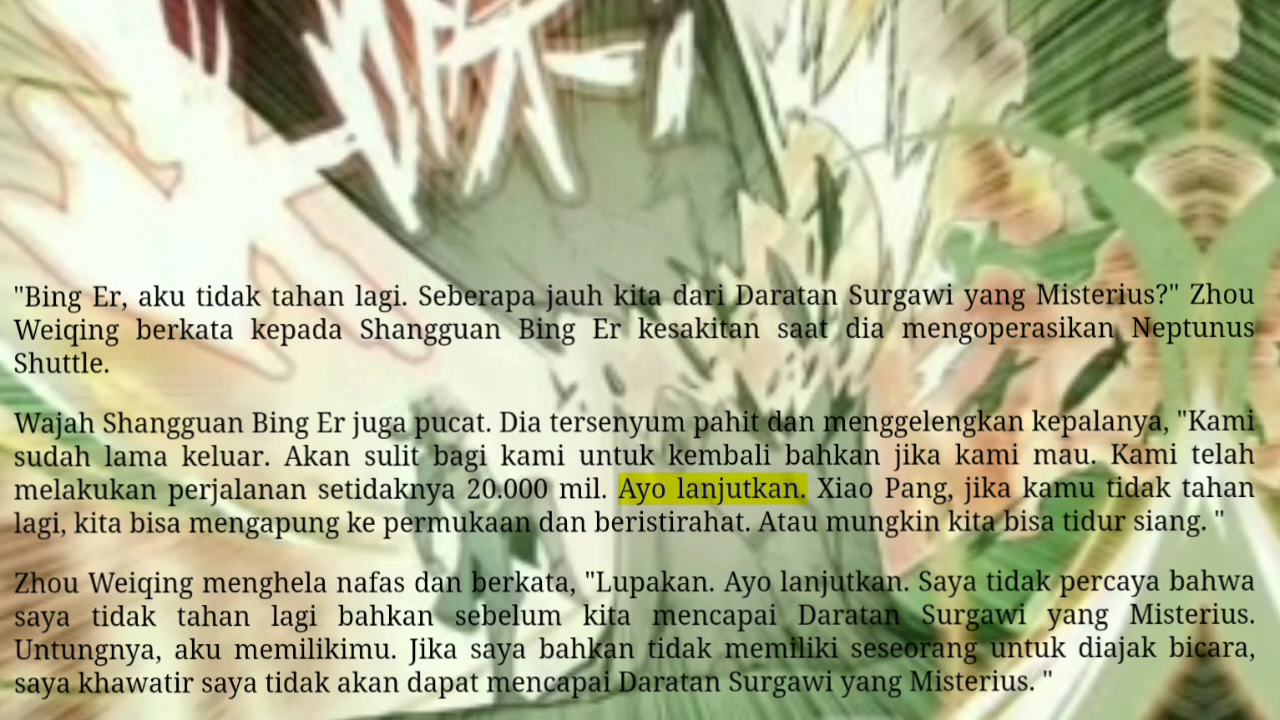 "Bing Er, aku tidak tahan lagi. Seberapa jauh kita dari Daratan Surgawi yang Misterius?" Zhou
Weiqing berkata kepada Shangguan Bing Er kesakitan saat dia mengoperasikan Neptunus
Shuttle.
Wajah Shangguan Bing Er juga pucat. Dia tersenyum pahit dan menggelengkan kepalanya, "Kami
sudah lama keluar. Akan sulit bagi kami untuk kembali bahkan jika kami mau. Kami telah
melakukan perjalanan setidaknya 20.000 mil. Ayo lanjutkan. Xiao Pang, jika kamu tidak tahan
lagi, kita bisa mengapung ke permukaan dan beristirahat. Atau mungkin kita bisa tidur siang. "
Zhou Weiqing menghela nafas dan berkata, "Lupakan. Ayo lanjutkan. Saya tidak percaya bahwa
saya tidak tahan lagi bahkan sebelum kita mencapai Daratan Surgawi yang Misterius.
Untungnya, aku memilikimu. Jika saya bahkan tidak memiliki seseorang untuk diajak bicara,
saya khawatir saya tidak akan dapat mencapai Daratan Surgawi yang Misterius. "